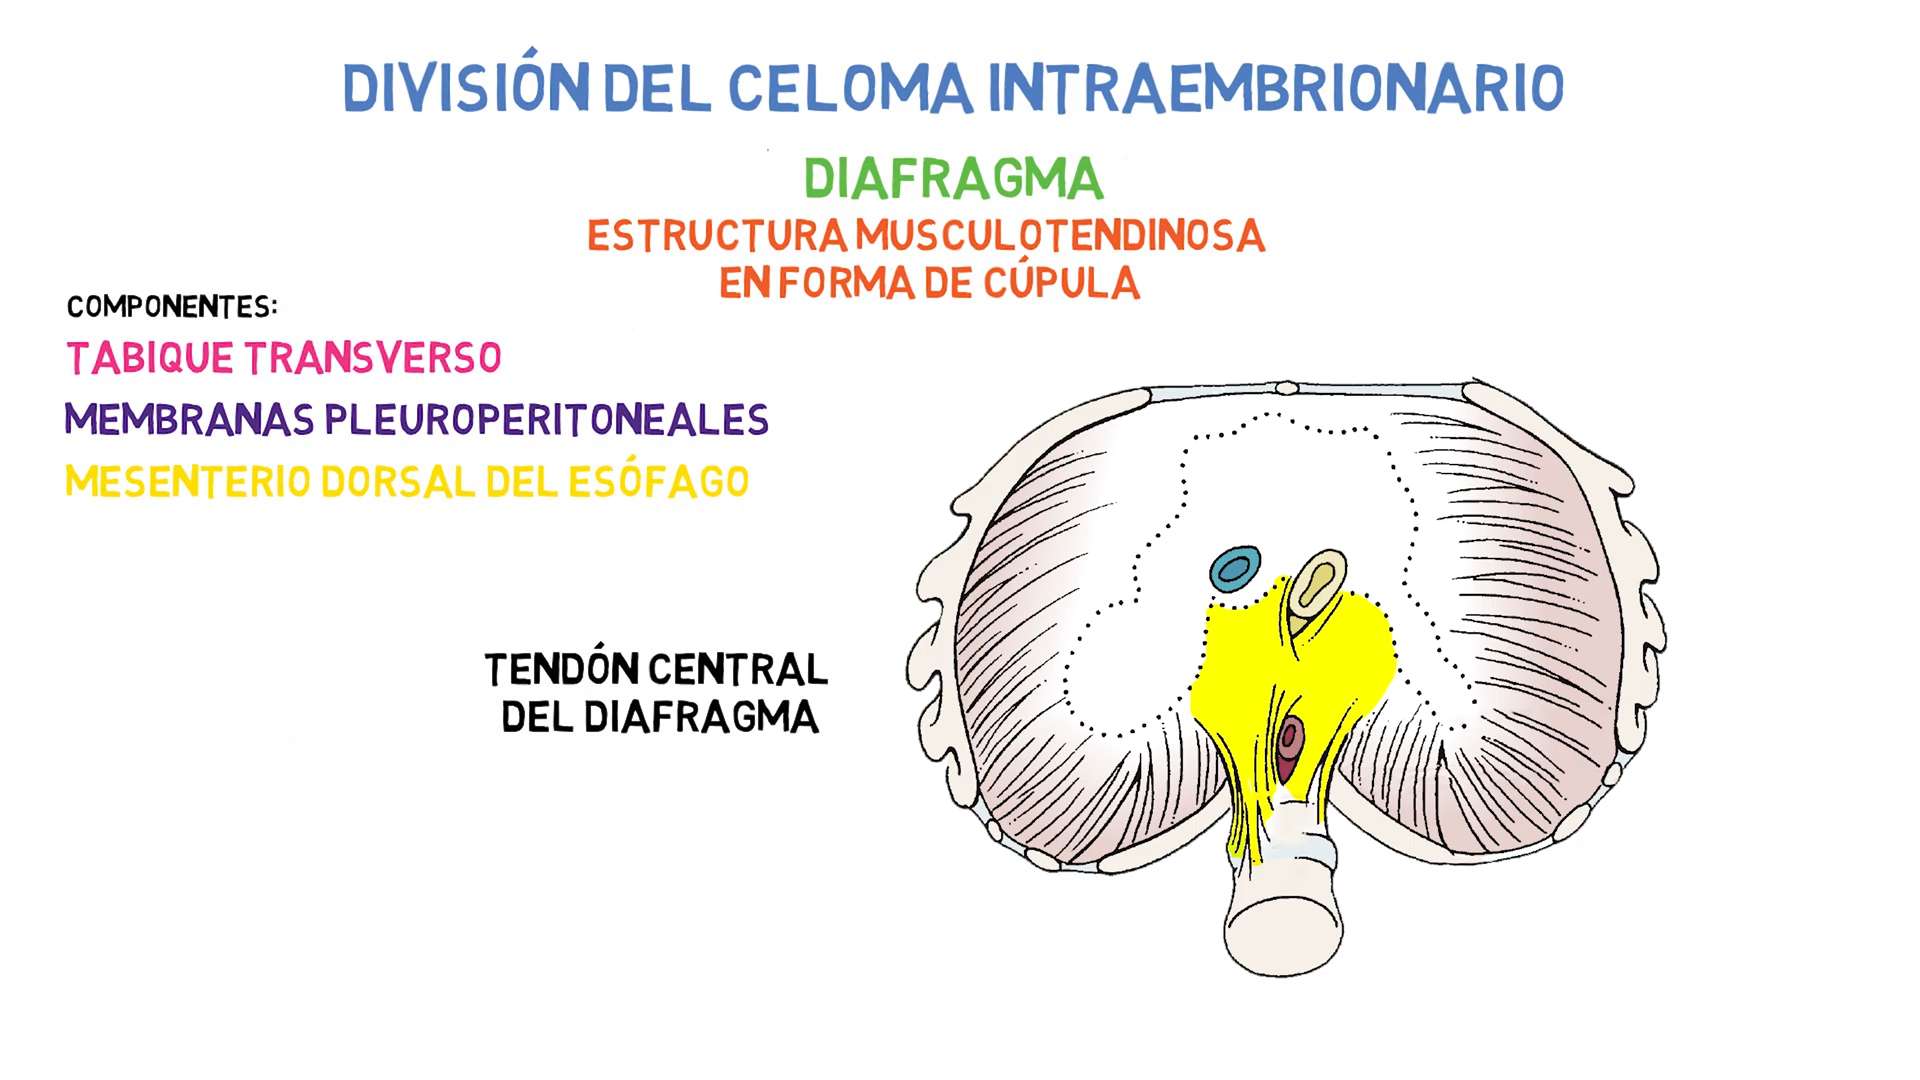 DIVISIÓN DEL CELOMA INTRAEMBRIONARIO
DIAFRAGMA
ESTRUCTURA MUSCULOTENDINOSA
EN FORMA DE CÚPULA
COMPONENTES:
TABIQUE TRANSVERSO
MEMBRANAS PLEUROPERITONEALES
MESENTERIO DORSAL DEL ESÓFAGO
TENDÓN CENTRAL
DEL DIAFRAGMA